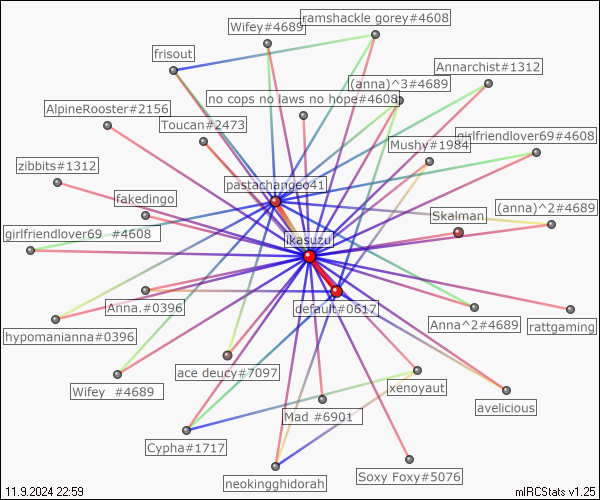 ramshackle gorey#4608
Wifey#4689
frisout
Annarchist#1312
(anna)^3#4689
no cops no laws no hope#4608
AlpineRooster#2156
Toucan#2473
girlfriendlover69#4608
Mushy#1984
zibbits#1312
pastachangeo41
fakedingo
(anna)^2#4689
Skalman
girlfriendlover69 #4608
likasuzu
Anna.#0396
default#0617
rattgaming
Anna^2#4689
hypomanianna#0396
ace deucy#7097
xenoyaut
Wifey #4689
avelicious
Mad #6901
Cypha#1717
Soxy Foxy#5076
neokingghidorah
11.9.2024 22:59
mIRCStats v1.25